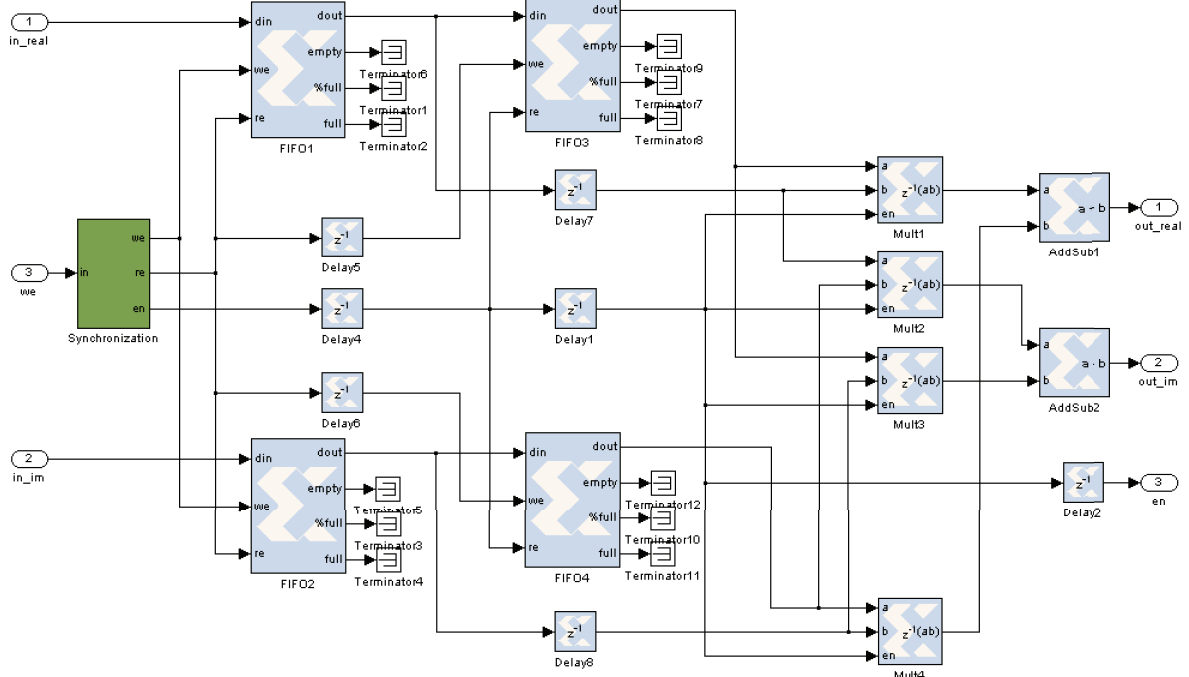 1
in_real
din
dout
empty
we
%full
re
full
FIFO1
Terminator6
Terminator1
Terminator2
din
dout
empty
we
%full
re
full
FIFO3
Terminator9
Terminator7
Terminator8
z⁻¹
Delay7
a
b
z⁻¹(ab)
en
Mult1
a
a - b
b
AddSub1
1
out_real
3
we
in
we
re
en
Synchronization
z⁻¹
Delay5
z⁻¹
Delay4
z⁻¹
Delay1
a
b
z⁻¹(ab)
en
Mult2
a
b
z⁻¹(ab)
en
Mult3
a
b
AddSub2
2
out_im
z⁻¹
Delay6
2
in_im
din
dout
empty
we
%full
re
full
FIFO2
Terminator5
Terminator3
Terminator4
din
dout
empty
we
%full
re
full
FIFO4
Terminator12
Terminator10
Terminator11
z⁻¹
Delay2
3
en
z⁻¹
Delay8
a
b
z⁻¹(ab)
en
Mult4